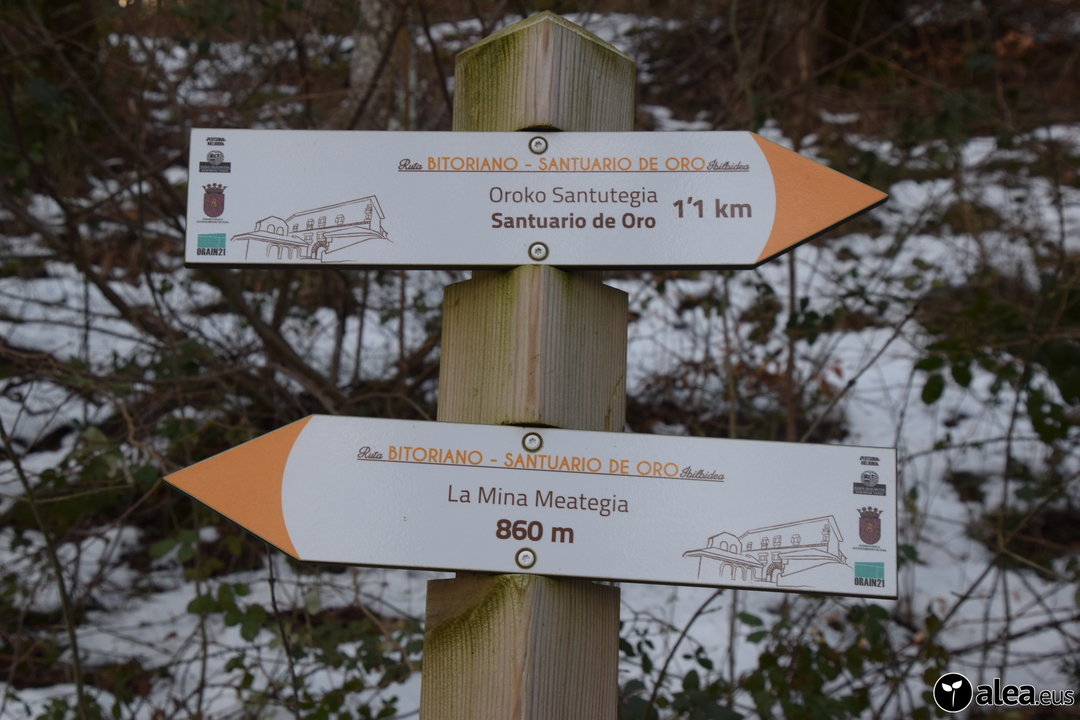 Ruta BITORIANO - SANTUARIO DE ORO Ibilbidea
Oroko Santutegia
Santuario de Oro
1'1 km
ORAIN21
Ruta BITORIANO - SANTUARIO DE ORO Ibilbidea
La Mina Meategia
860 m
ORAIN21
alea.eus